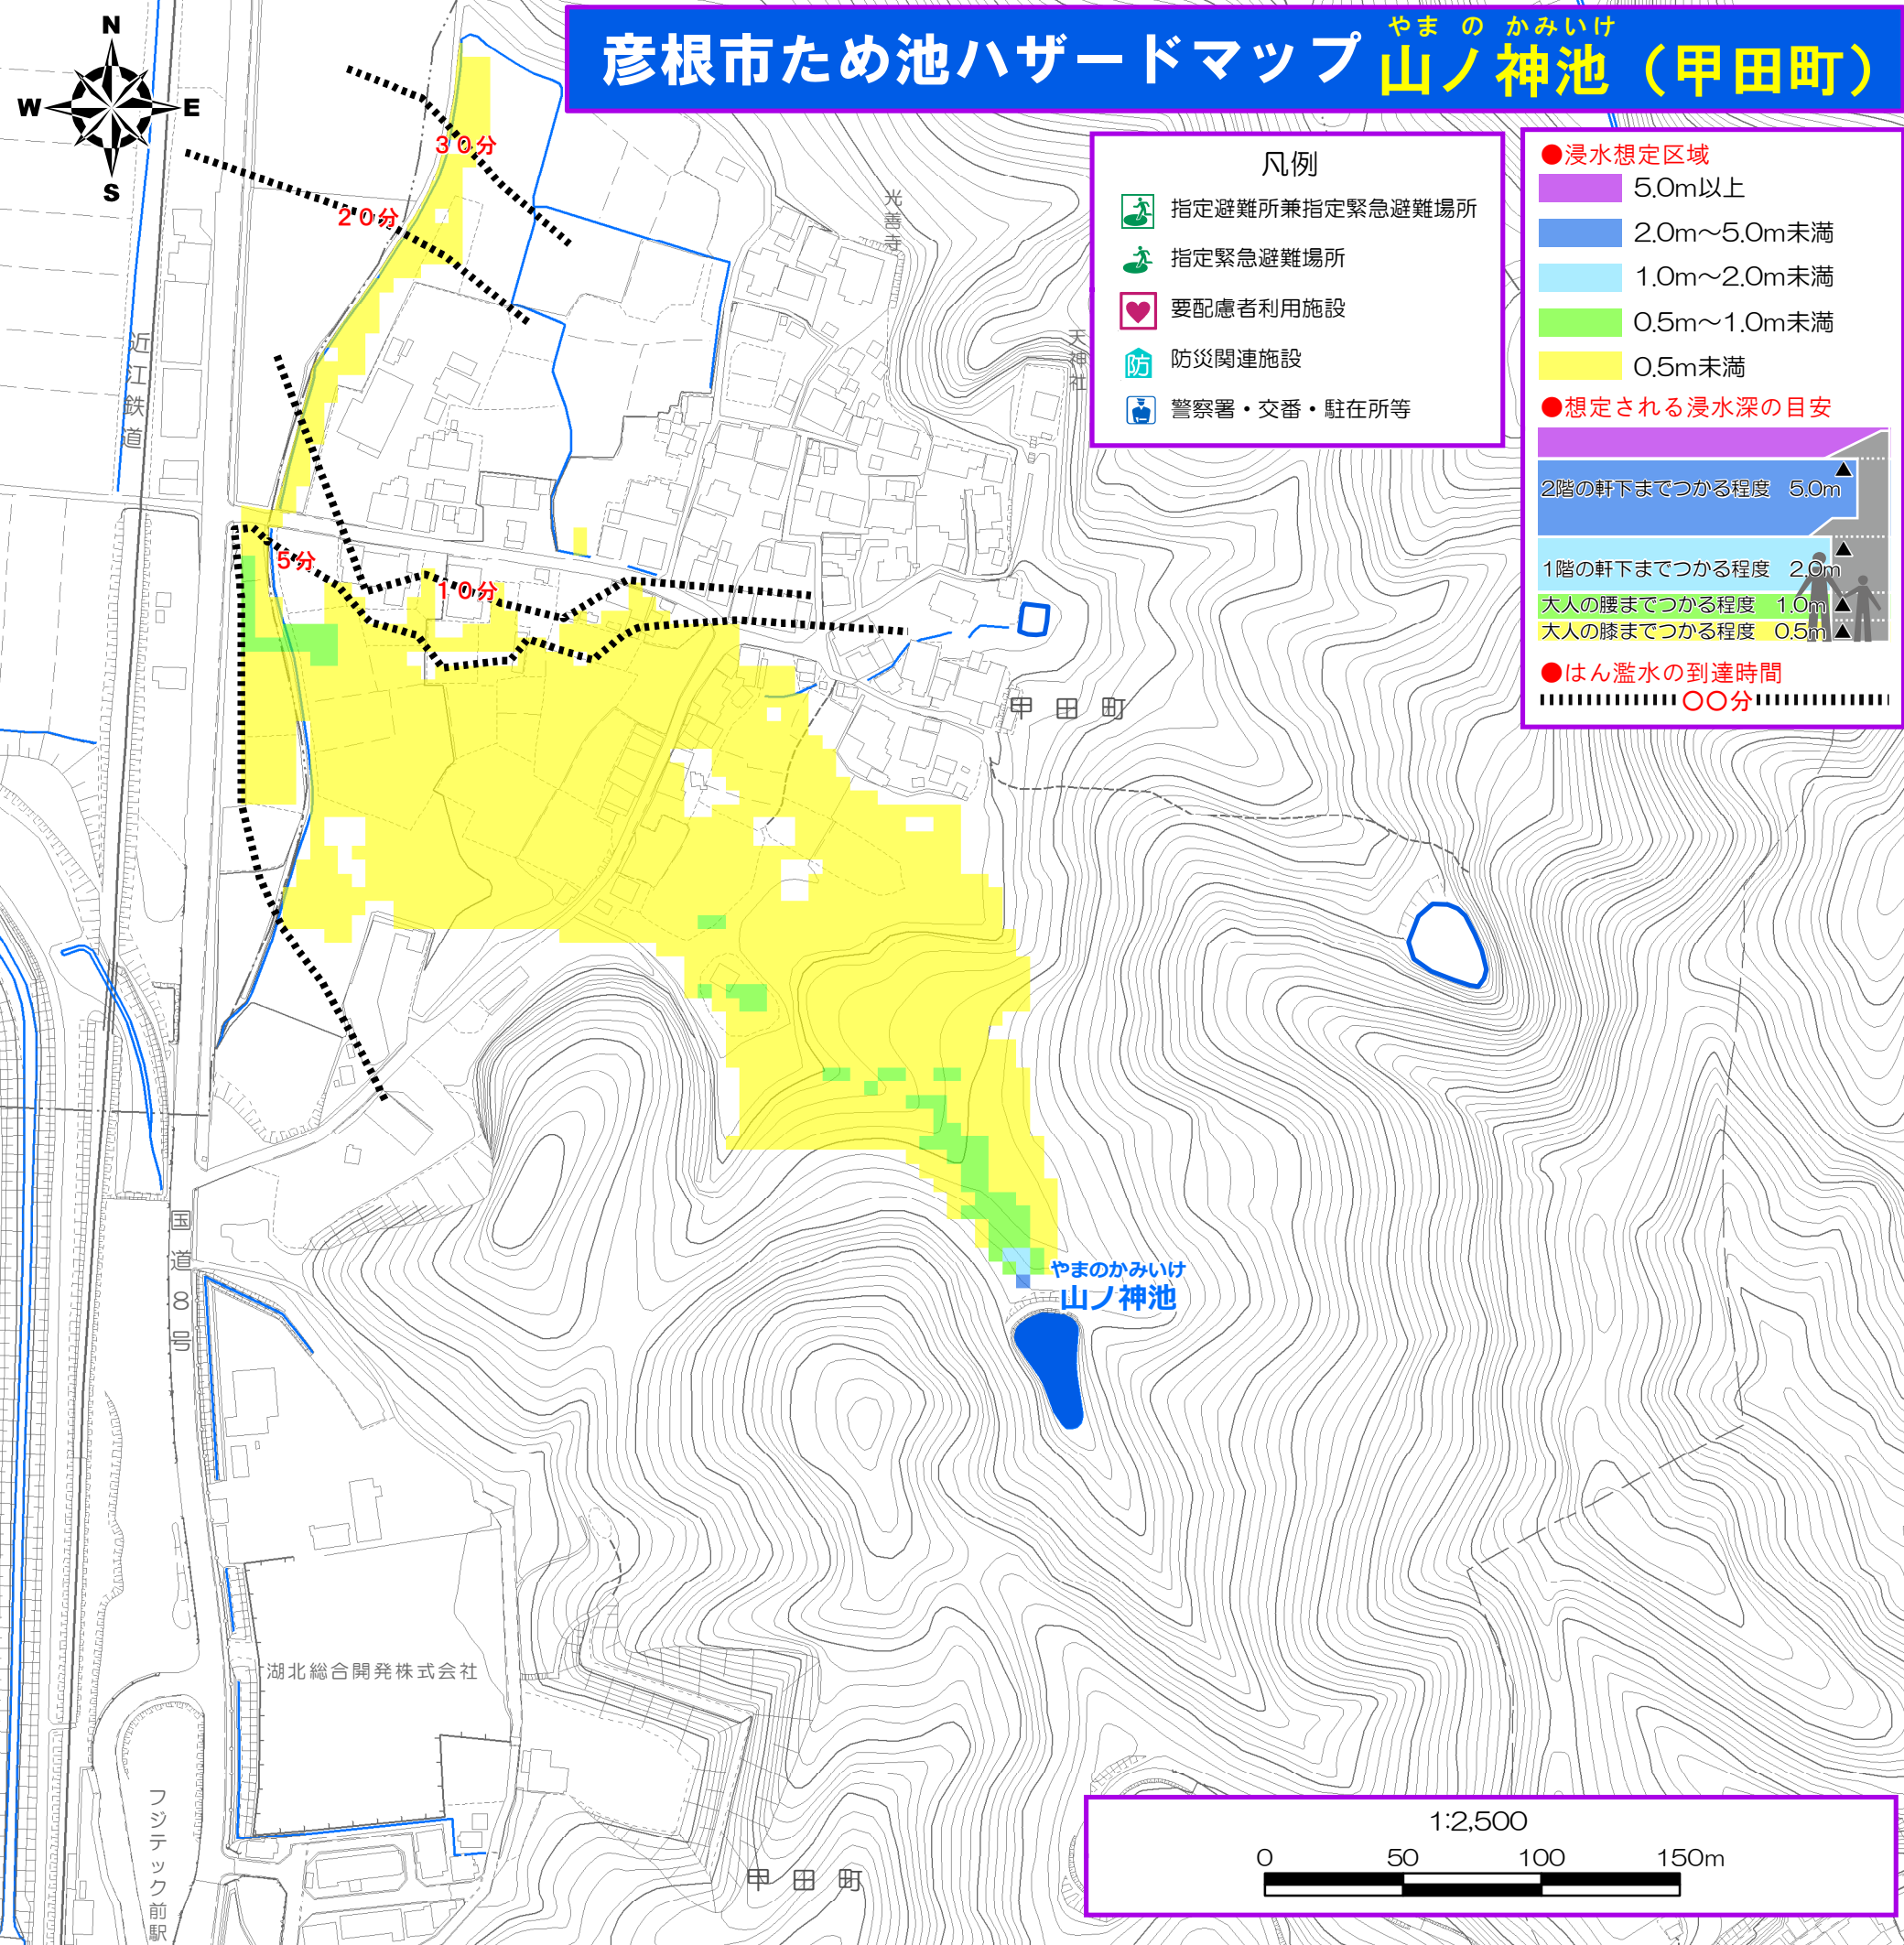 やま の かみいけ
彦根市ため池ハザードマップ 山ノ神池（甲田町）
N
W E
S
凡例
指定避難所兼指定緊急避難場所
指定緊急避難場所
要配慮者利用施設
防 防災関連施設
警察署・交番・駐在所等
●浸水想定区域
5.0m以上
2.0m～5.0m未満
1.0m～2.0m未満
0.5m～1.0m未満
0.5m未満
●想定される浸水深の目安
2階の軒下までつかる程度 5.0m
1階の軒下までつかる程度 2.0m
大人の腰までつかる程度 1.0m
大人の膝までつかる程度 0.5m
●はん濫水の到達時間
〇〇分
30分
20分
5分
10分
光善寺
天神社
近江鉄道
甲田町
やまのかみいけ
山ノ神池
国道8号
湖北総合開発株式会社
フジテック前駅
甲田町
1:2,500
0 50 100 150m